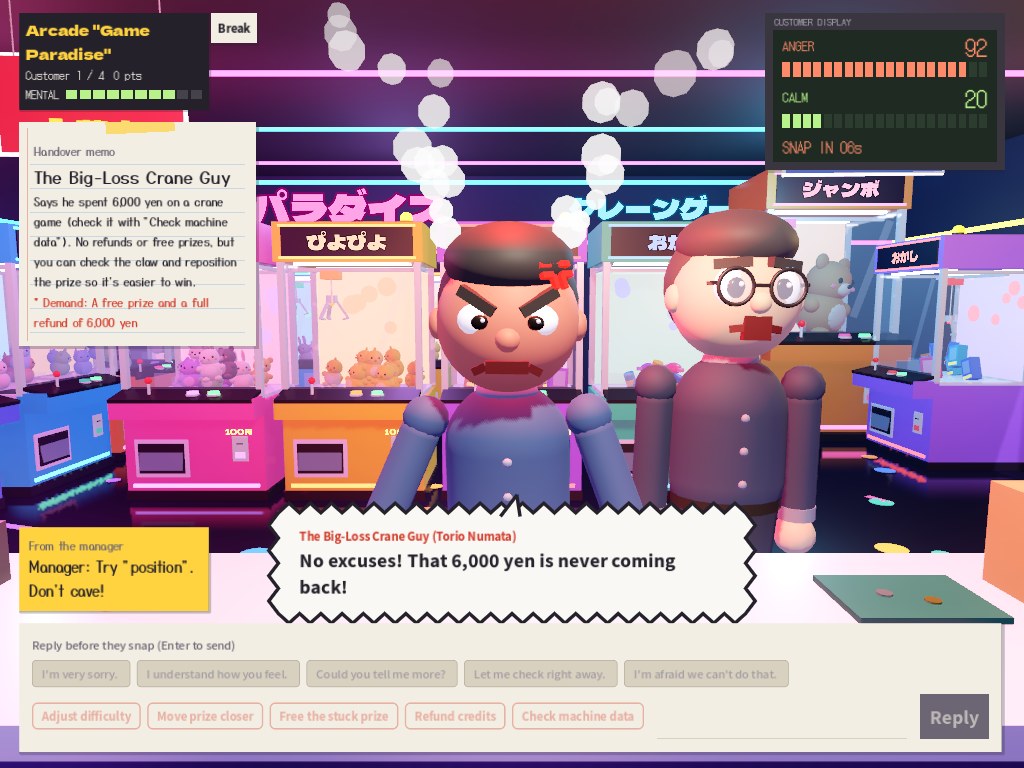 Arcade "Game
Paradise"
Customer 1 / 4 0 pts
MENTAL
Break
CUSTOMER DISPLAY
ANGER
92
CALM
20
SNAP IN 06s
Handover memo
The Big-Loss Crane Guy
Says he spent 6,000 yen on a crane
game (check it with "Check machine
data"). No refunds or free prizes, but
you can check the claw and reposition
the prize so it's easier to win.
* Demand: A free prize and a full
refund of 6,000 yen
パラダイス
クレーンゲー
ジャンボ
ぴよぴよ
おか
おかし
100円
10
From the manager
Manager: Try "position".
Don't cave!
The Big-Loss Crane Guy (Torio Numata)
No excuses! That 6,000 yen is never coming
back!
Reply before they snap (Enter to send)
I'm very sorry.
I understand how you feel.
Could you tell me more?
Let me check right away.
I'm afraid we can't do that.
Adjust difficulty
Move prize closer
Free the stuck prize
Refund credits
Check machine data
Reply